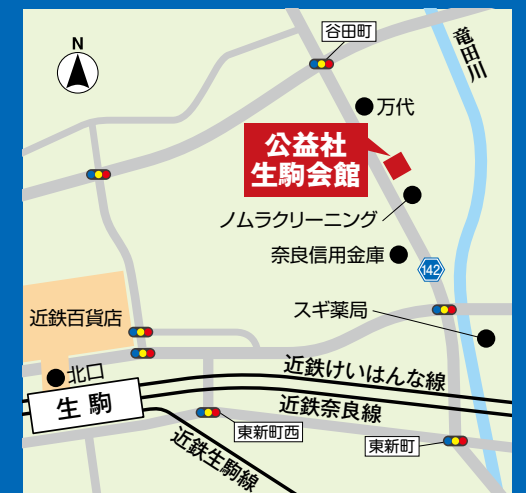 谷田町
竜田川
N
万代
公益社
生駒会館
ノムラクリーニング
奈良信用金庫
142
スギ薬局
近鉄百貨店
北口
近鉄けいはんな線
生駒
近鉄奈良線
東新町西
東新町
近鉄生駒線